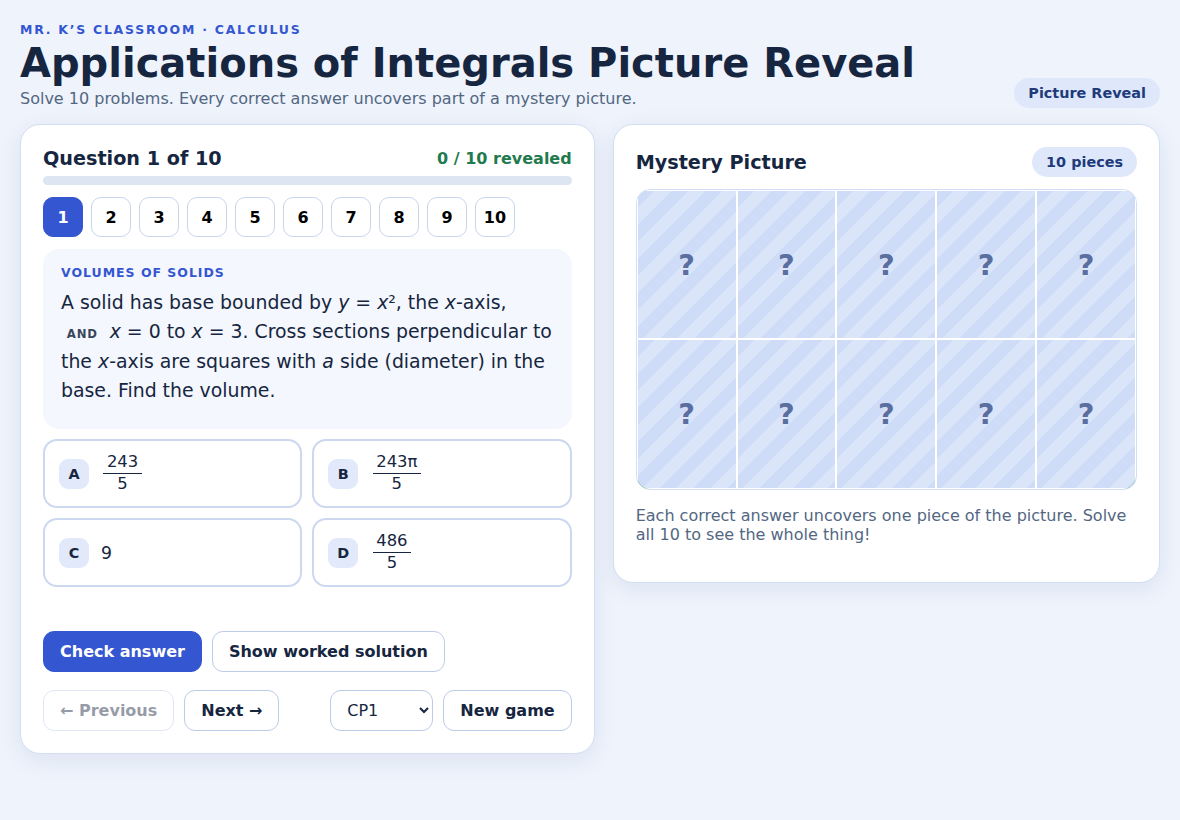 MR. K’S CLASSROOM · CALCULUS
Applications of Integrals Picture Reveal
Solve 10 problems. Every correct answer uncovers part of a mystery picture.
Picture Reveal
Question 1 of 10
0 / 10 revealed
1 2 3 4 5 6 7 8 9 10
VOLUMES OF SOLIDS
A solid has base bounded by y = x², the x-axis,
AND x = 0 to x = 3. Cross sections perpendicular to
the x-axis are squares with a side (diameter) in the
base. Find the volume.
A 243/5
B 243π/5
C 9
D 486/5
Check answer
Show worked solution
← Previous
Next →
CP1
New game
Mystery Picture
10 pieces
? ? ? ? ?
? ? ? ? ?
Each correct answer uncovers one piece of the picture. Solve
all 10 to see the whole thing!